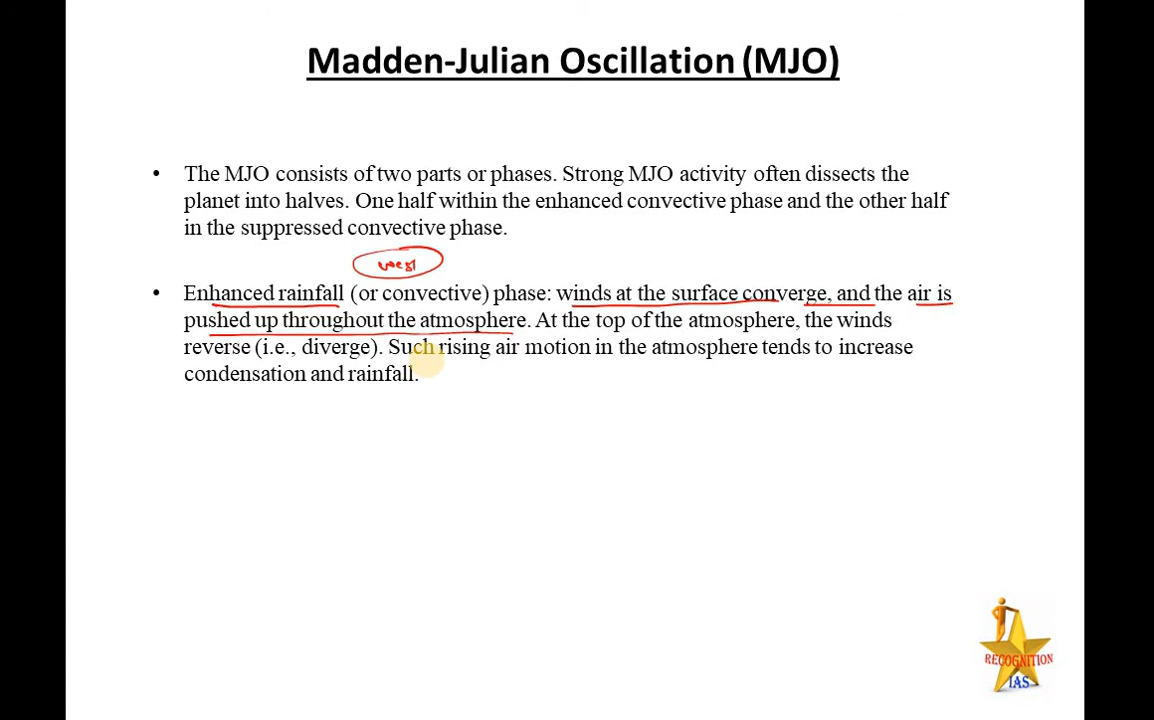 Madden-Julian Oscillation (MJO)
• The MJO consists of two parts or phases. Strong MJO activity often dissects the
planet into halves. One half within the enhanced convective phase and the other half
in the suppressed convective phase.
west
• Enhanced rainfall (or convective) phase: winds at the surface converge, and the air is
pushed up throughout the atmosphere. At the top of the atmosphere, the winds
reverse (i.e., diverge). Such rising air motion in the atmosphere tends to increase
condensation and rainfall.
RECOGNITION
IAS